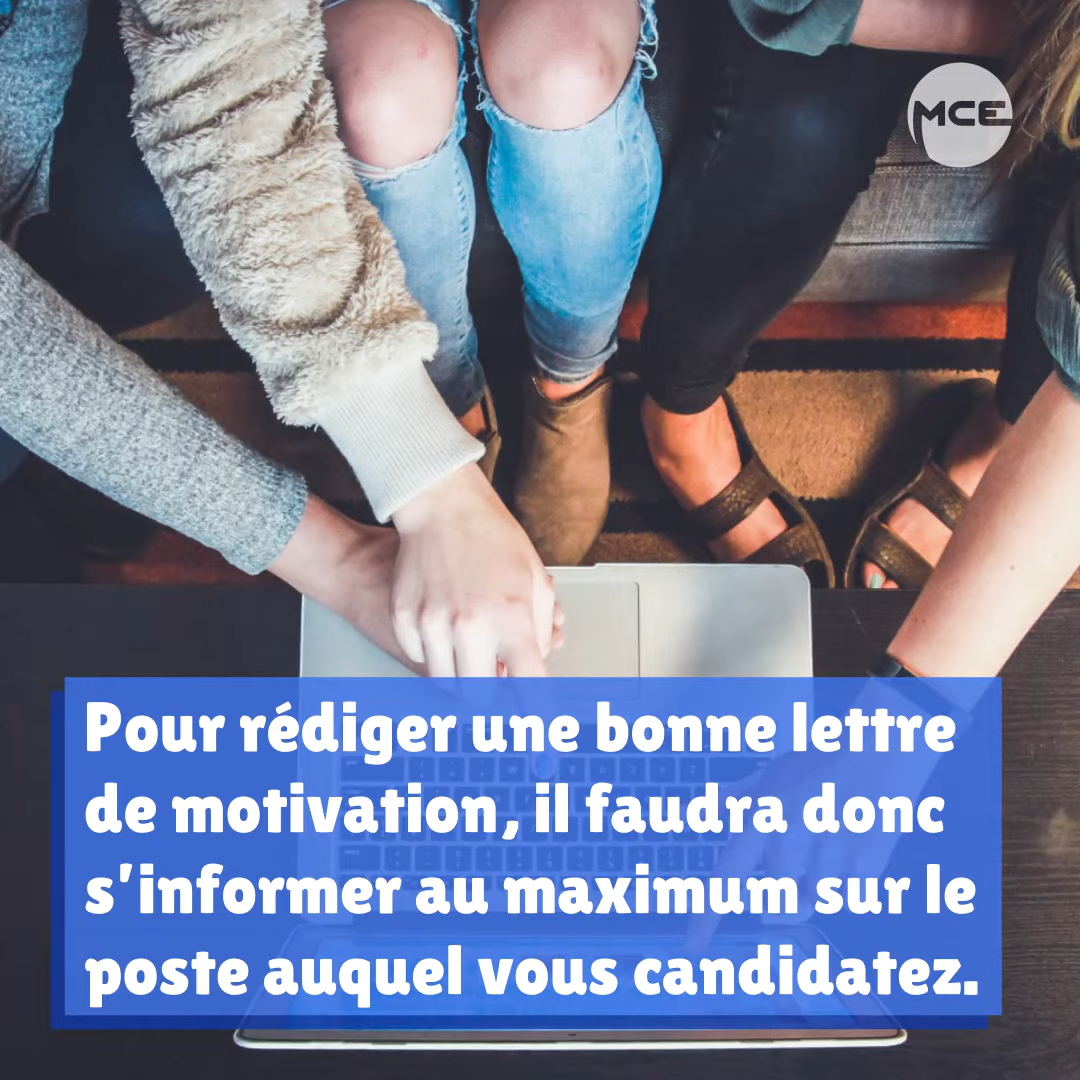 MCE
Pour rédiger une bonne lettre
de motivation, il faudra donc
s'informer au maximum sur le
poste auquel vous candidatez.